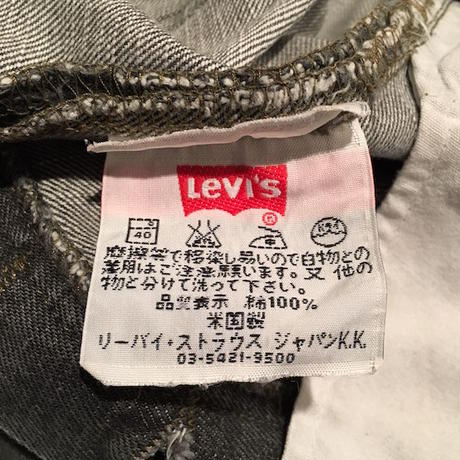 Levi's
®
40
摩擦等で移染し易いので白物との
着用はご注意願います。又 他の
物と分けて洗って下さい。
品質表示 綿100%
米国製
リーバイ・ストラウス ジャパンK.K.
03-5421-9500